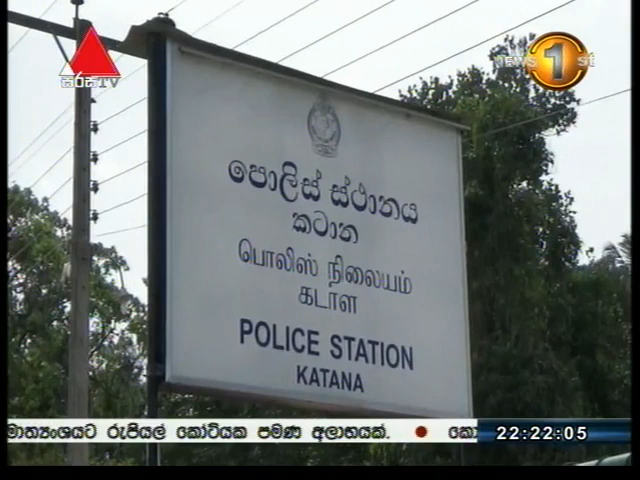 සිරස TV
news 1st
පොලිස් ස්ථානය
කටාන
பொலிஸ் நிலையம்
கடாள
POLICE STATION
KATANA
මාත්‍යංශයට රුපියල් කෝටියක පමණ අලාභයක්.
22:22:05